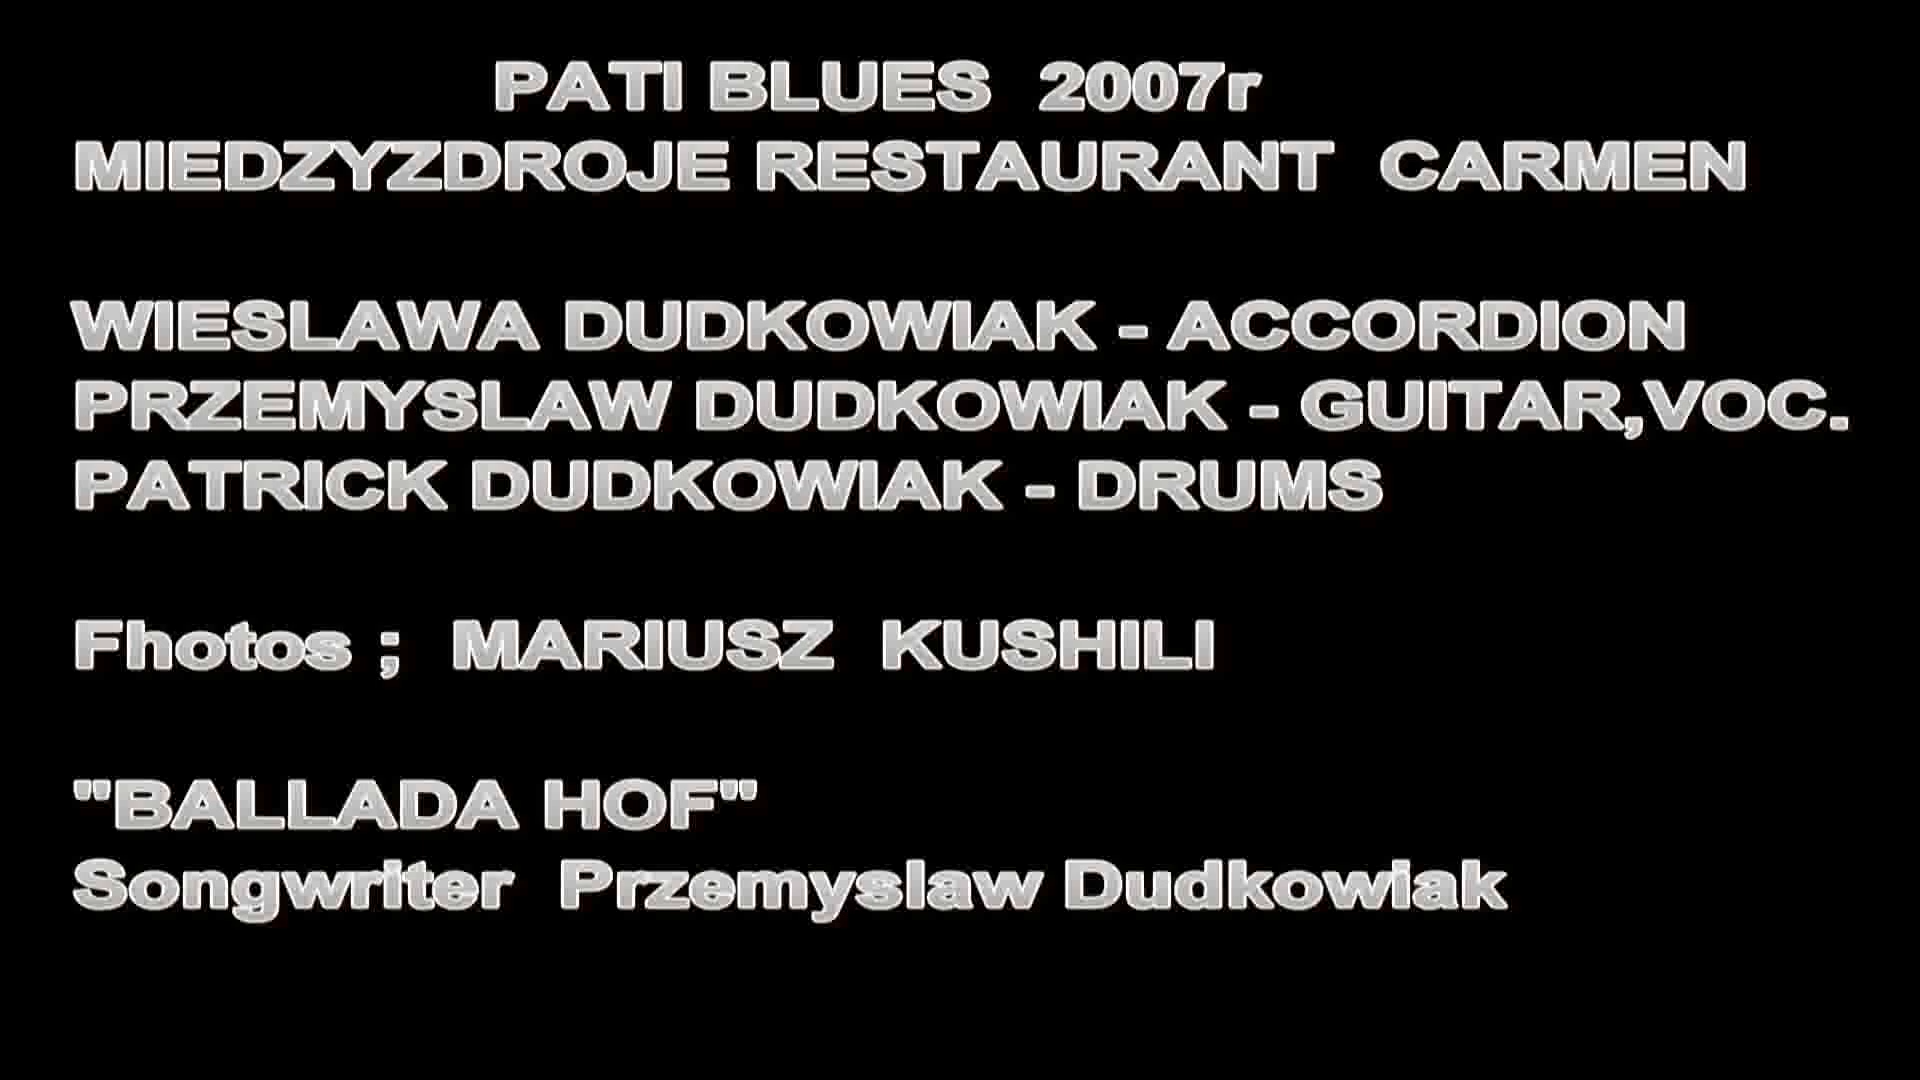 PATI BLUES  2007r
MIEDZYZDROJE RESTAURANT  CARMEN
WIESLAWA DUDKOWIAK - ACCORDION
PRZEMYSLAW DUDKOWIAK - GUITAR,VOC.
PATRICK DUDKOWIAK - DRUMS
Fhotos ;  MARIUSZ  KUSHILI
"BALLADA HOF"
Songwriter  Przemyslaw Dudkowiak